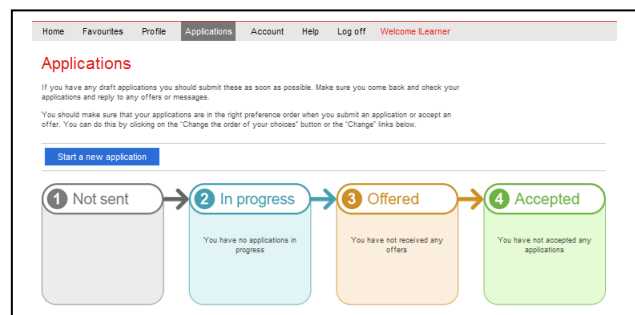 Home Favourites Profile Applications Account Help Log off Welcome ILearner
Applications
If you have any draft applications you should submit these as soon as possible. Make sure you come back and check your
applications and reply to any offers or messages.
You should make sure that your applications are in the right preference order when you submit an application or accept an
offer. You can do this by clicking on the "Change the order of your choices" button or the "Change" links below.
Start a new application
1 Not sent 2 In progress 3 Offered 4 Accepted
You have no applications in You have not received any You have not accepted any
progress offers applications